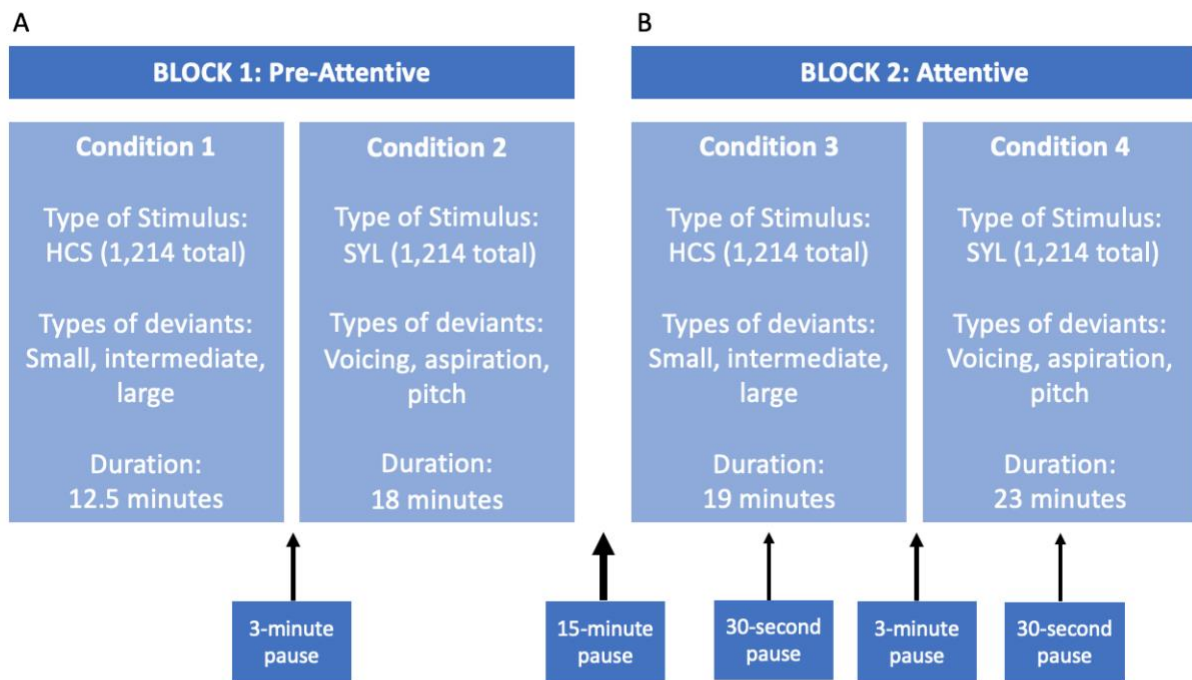 A
BLOCK 1: Pre-Attentive
Condition 1
Type of Stimulus:
HCS (1,214 total)
Types of deviants:
Small, intermediate,
large
Duration:
12.5 minutes
Condition 2
Type of Stimulus:
SYL (1,214 total)
Types of deviants:
Voicing, aspiration,
pitch
Duration:
18 minutes
3-minute
pause
15-minute
pause
B
BLOCK 2: Attentive
Condition 3
Type of Stimulus:
HCS (1,214 total)
Types of deviants:
Small, intermediate,
large
Duration:
19 minutes
Condition 4
Type of Stimulus:
SYL (1,214 total)
Types of deviants:
Voicing, aspiration,
pitch
Duration:
23 minutes
30-second
pause
3-minute
pause
30-second
pause